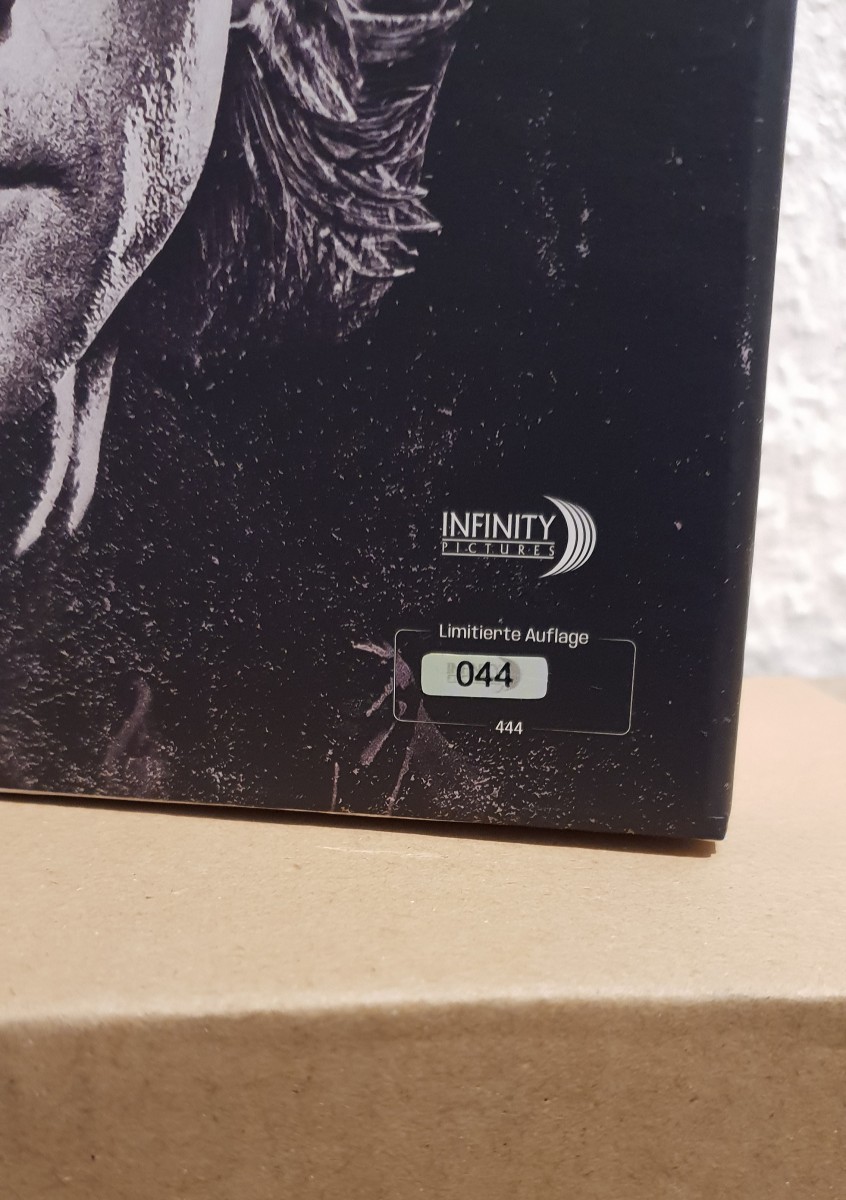 INFINITY
PICTURES
Limitierte Auflage
044
444